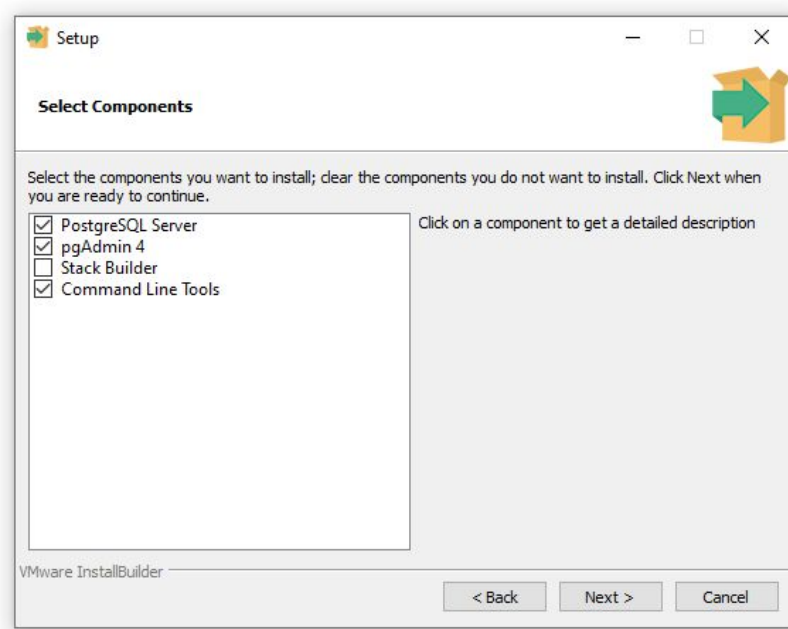 Setup
Select Components
Select the components you want to install; clear the components you do not want to install. Click Next when
you are ready to continue.
PostgreSQL Server
pgAdmin 4
Stack Builder
Command Line Tools
Click on a component to get a detailed description
VMware InstallBuilder
< Back
Next >
Cancel